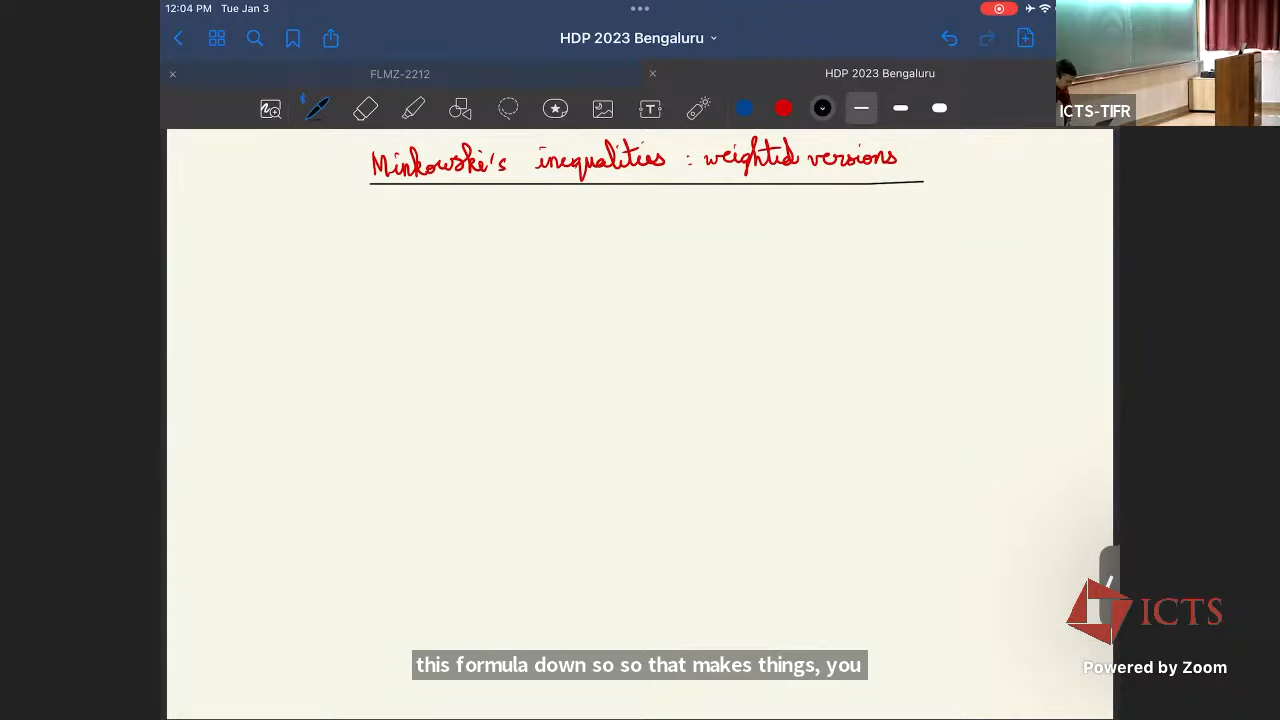 12:04 PM Tue Jan 3
HDP 2023 Bengaluru
FLMZ-2212
HDP 2023 Bengaluru
ICTS-TIFR
Minkowski's inequalities : weighted versions
ICTS
Powered by Zoom
this formula down so so that makes things, you